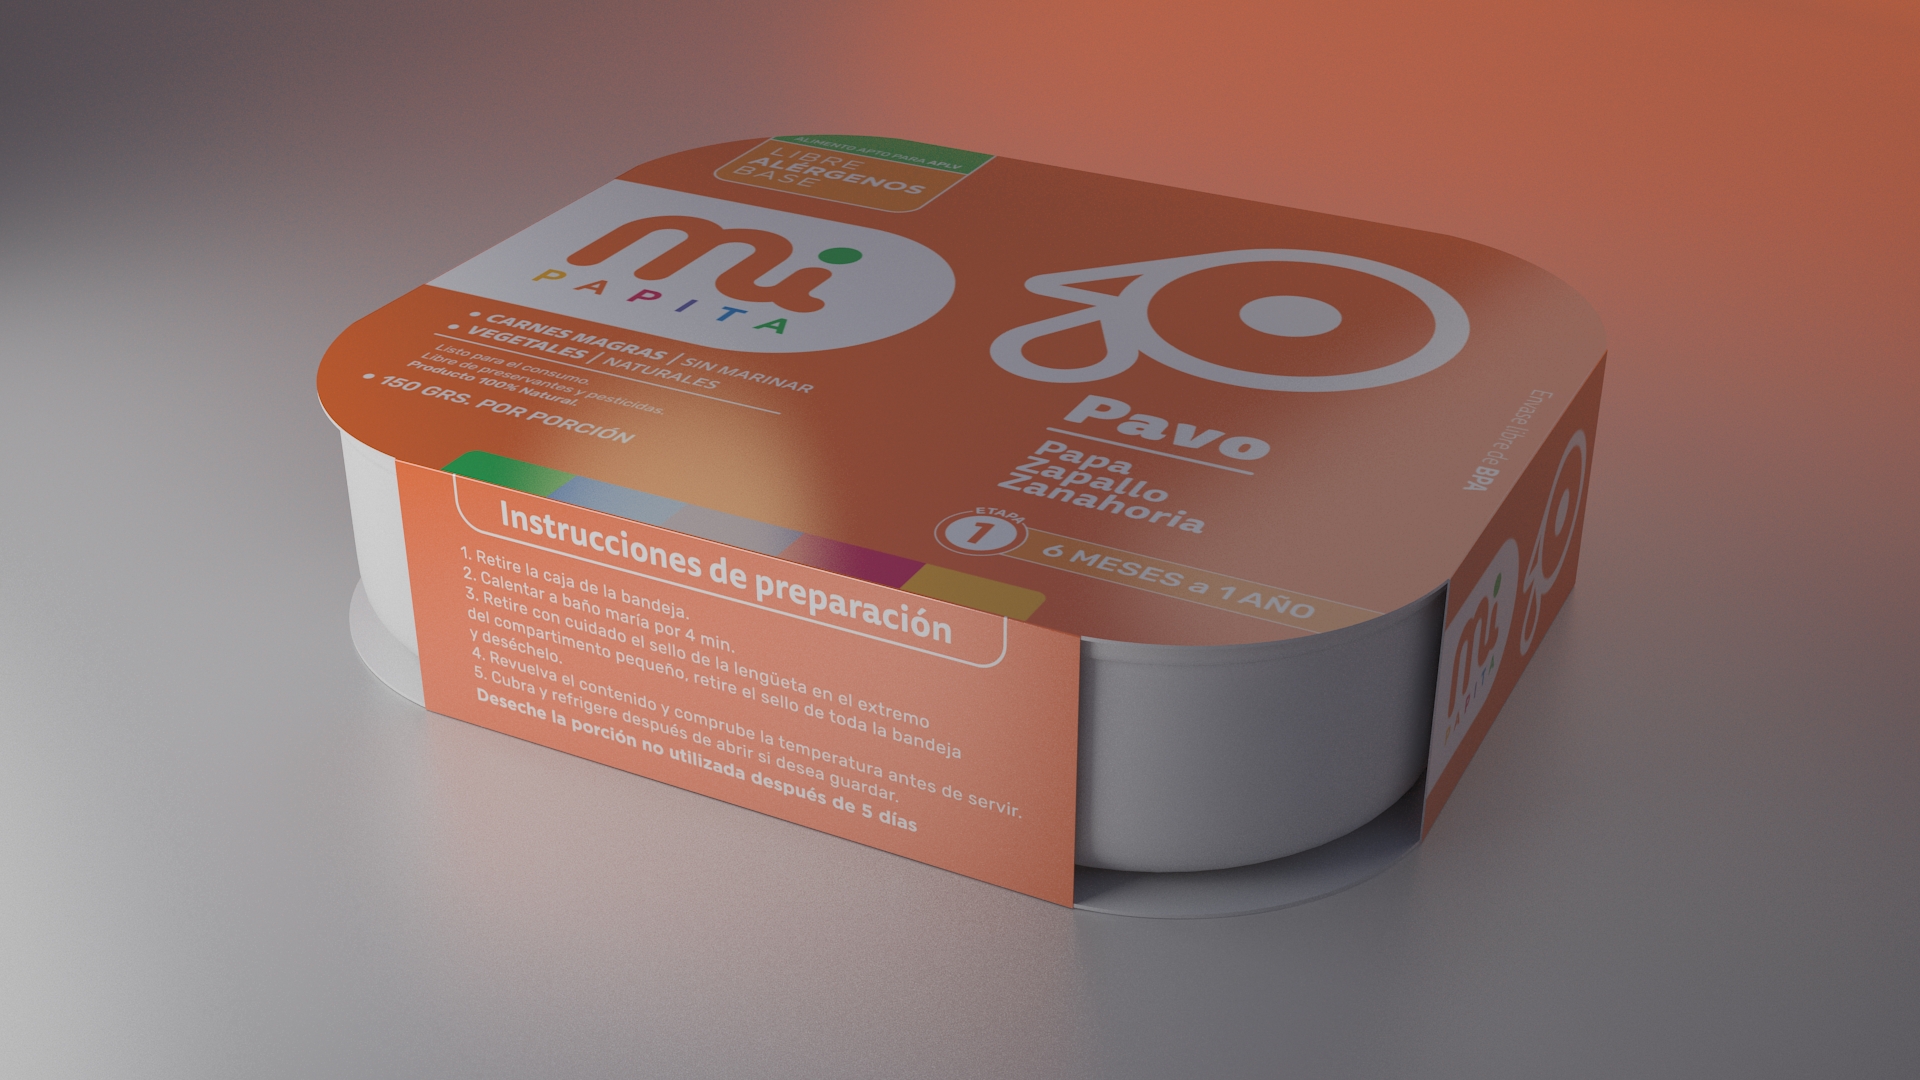 ALIMENTO APTO PARA APLV
LIBRE
ALÉRGENOS
BASE
mi
PAPITA
• CARNES MAGRAS | SIN MARINAR
• VEGETALES | NATURALES
Listo para el consumo.
Libre de preservantes y pesticidas.
Producto 100% Natural.
• 150 GRS. POR PORCIÓN
Pavo
Papa
Zapallo
Zanahoria
ETAPA
1
6 MESES a 1 AÑO
Envase libre de BPA
Instrucciones de preparación
1. Retire la caja de la bandeja.
2. Calentar a baño maría por 4 min.
3. Retire con cuidado el sello de la lengüeta en el extremo
del compartimento pequeño, retire el sello de toda la bandeja
y deséchelo.
4. Revuelva el contenido y comprube la temperatura antes de servir.
5. Cubra y refrigere después de abrir si desea guardar.
Deseche la porción no utilizada después de 5 días
mi
PAPITA